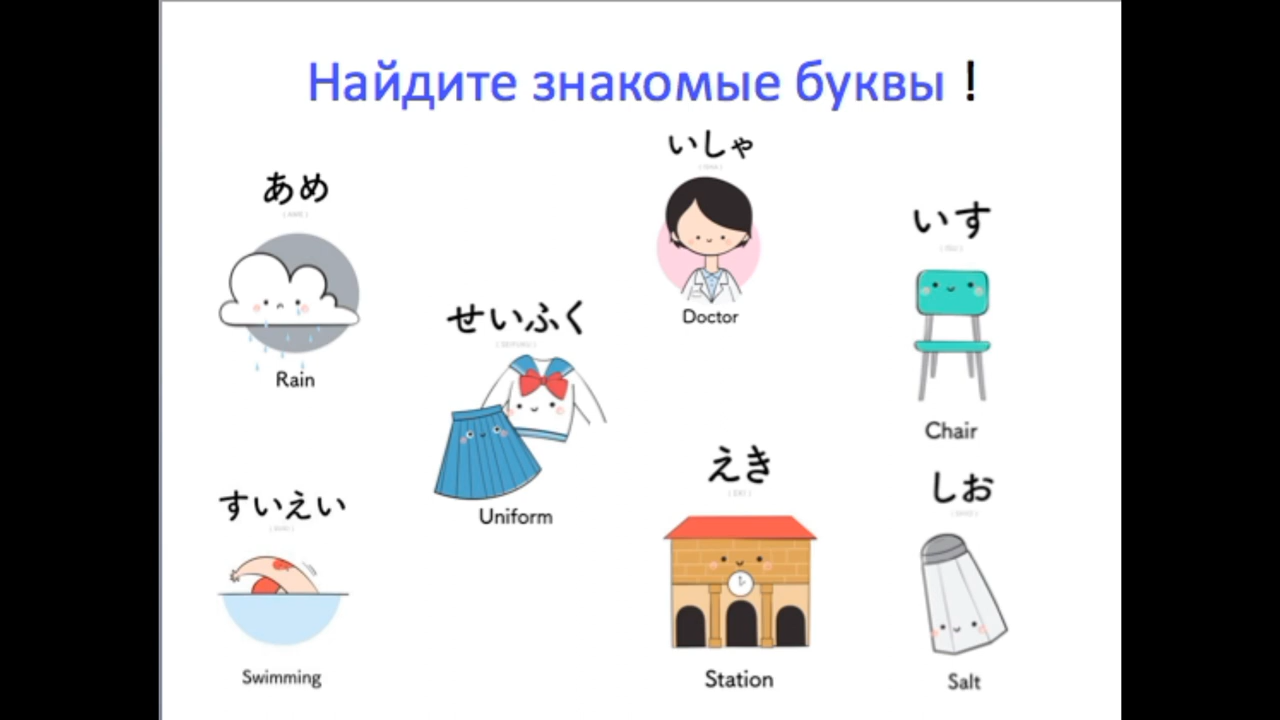 Найдите знакомые буквы !
いしゃ
Doctor
あめ
Rain
いす
Chair
せいふく
Uniform
えき
Station
しお
Salt
すいえい
Swimming